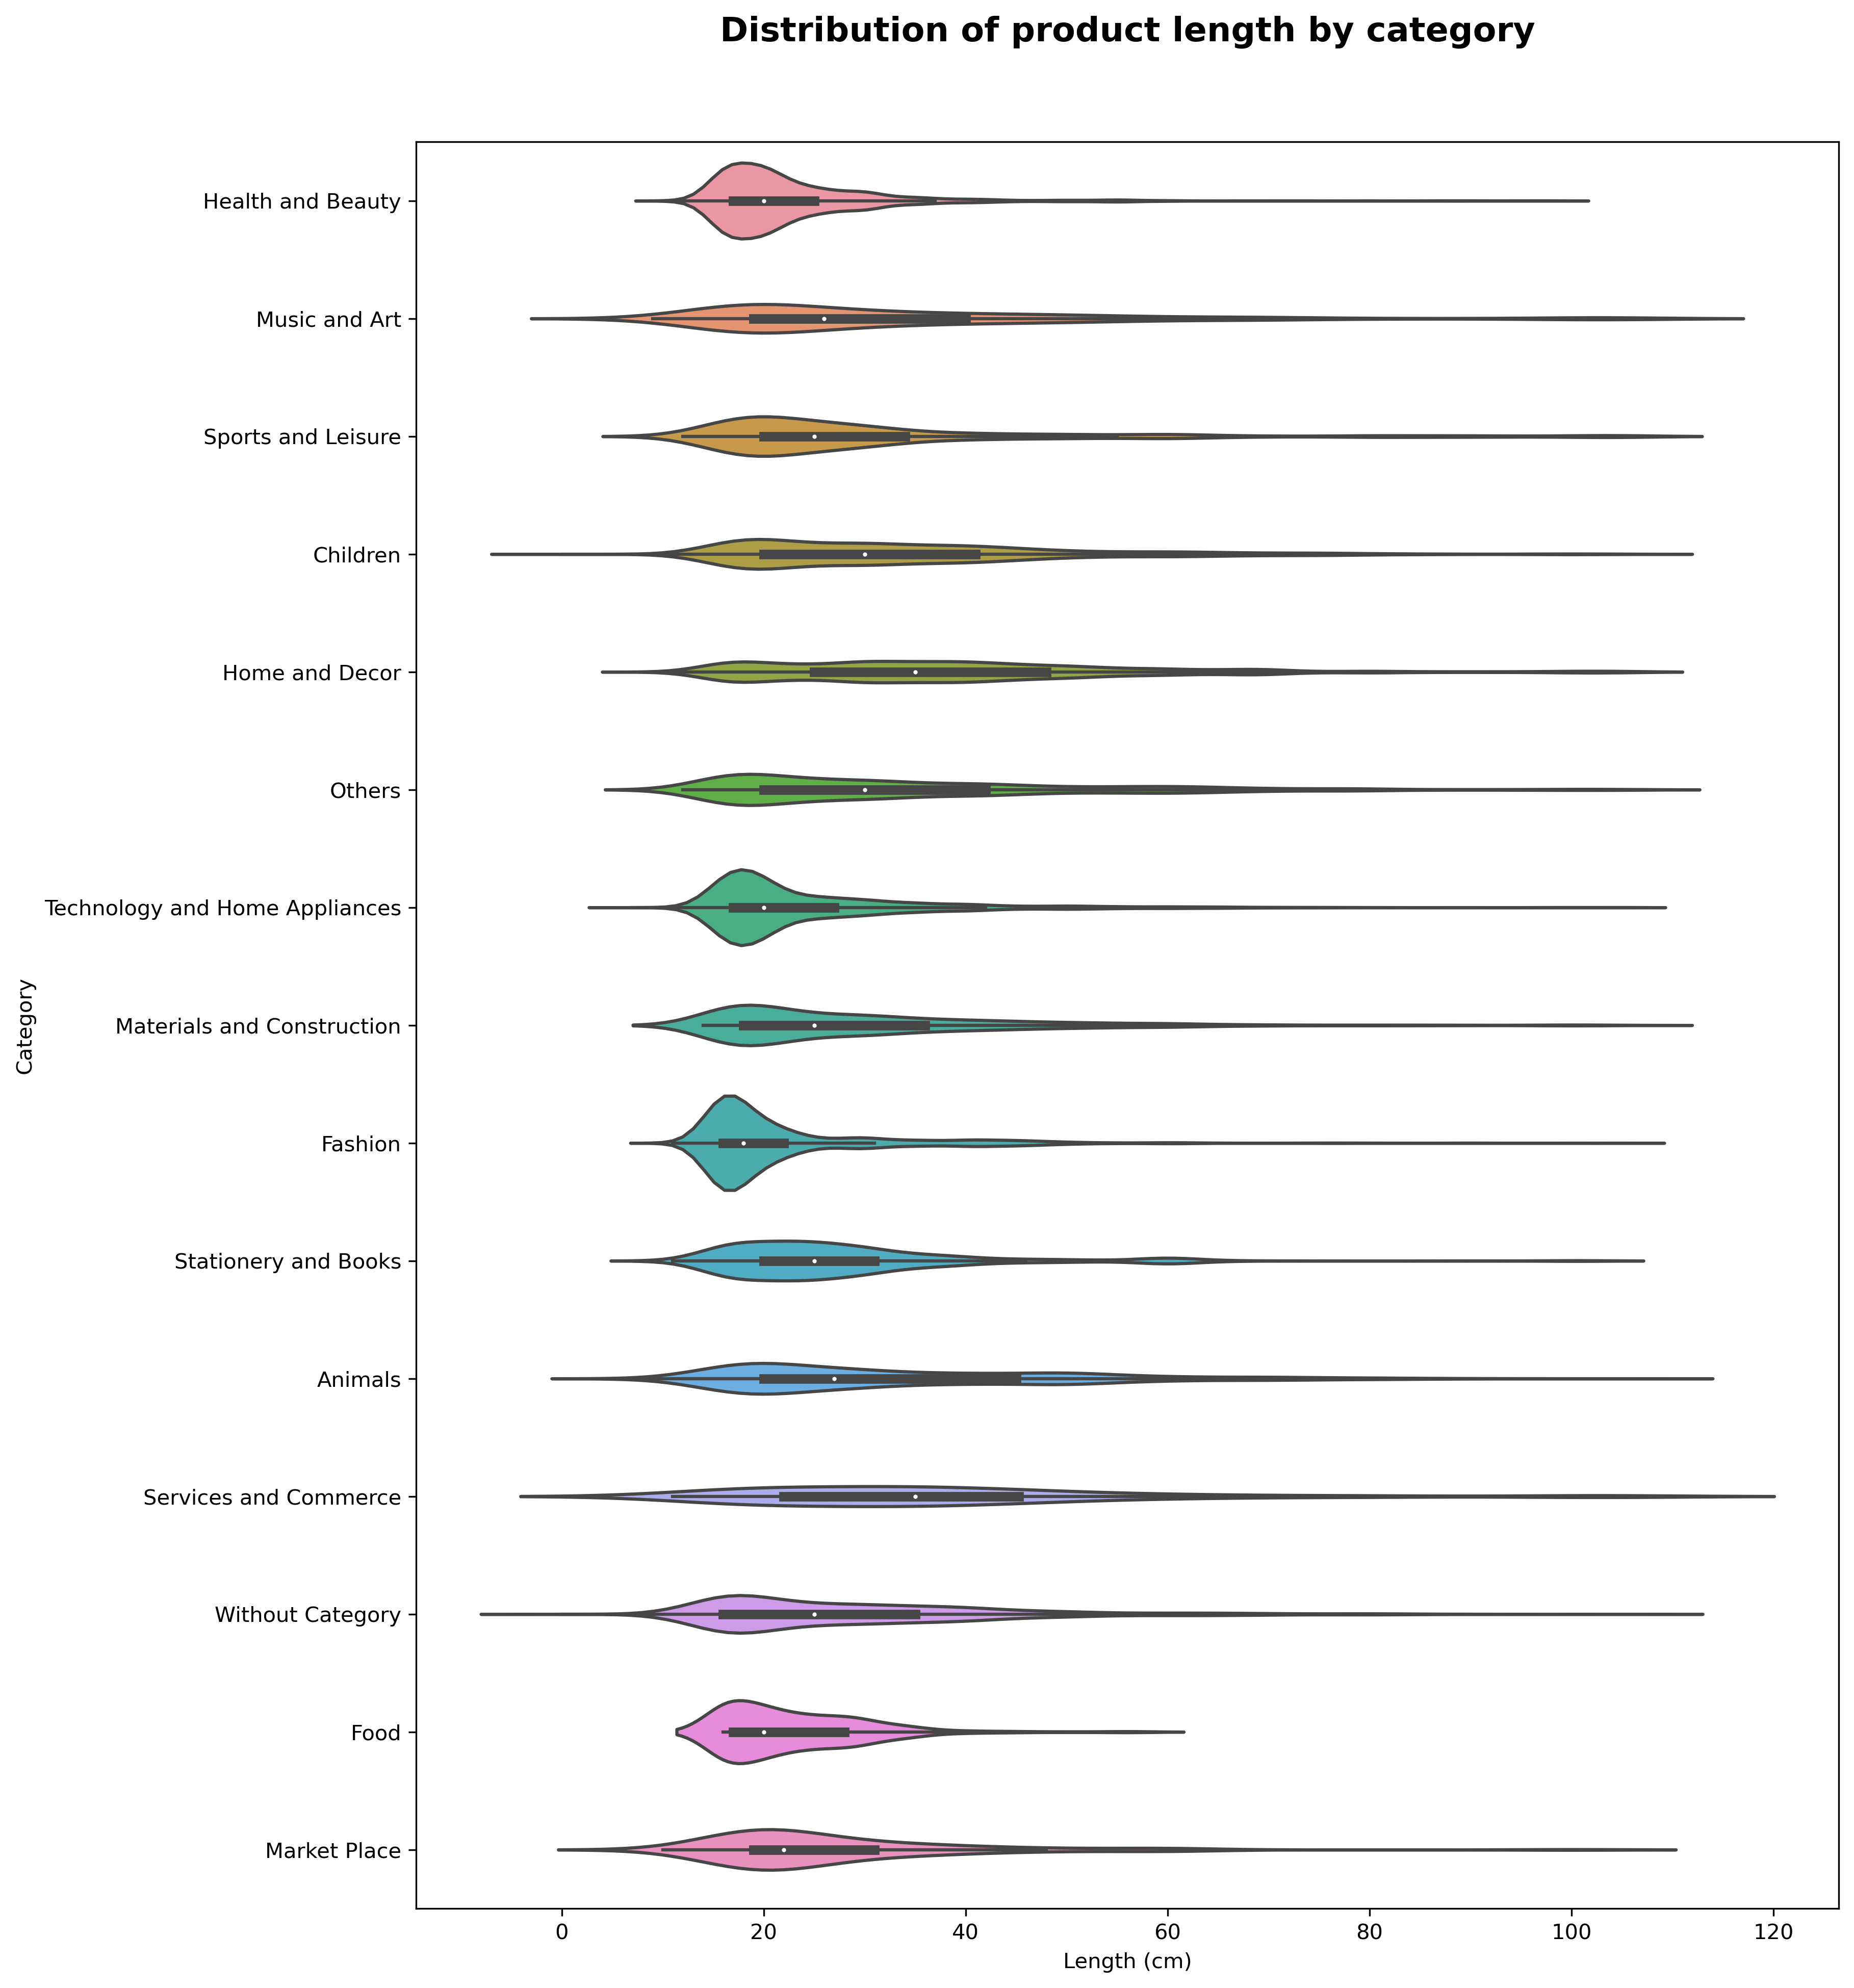 Distribution of product length by category
Health and Beauty
Music and Art
Sports and Leisure
Children
Home and Decor
Others
Technology and Home Appliances
Materials and Construction
Fashion
Stationery and Books
Animals
Services and Commerce
Without Category
Food
Market Place
Category
0 20 40 60 80 100 120
Length (cm)